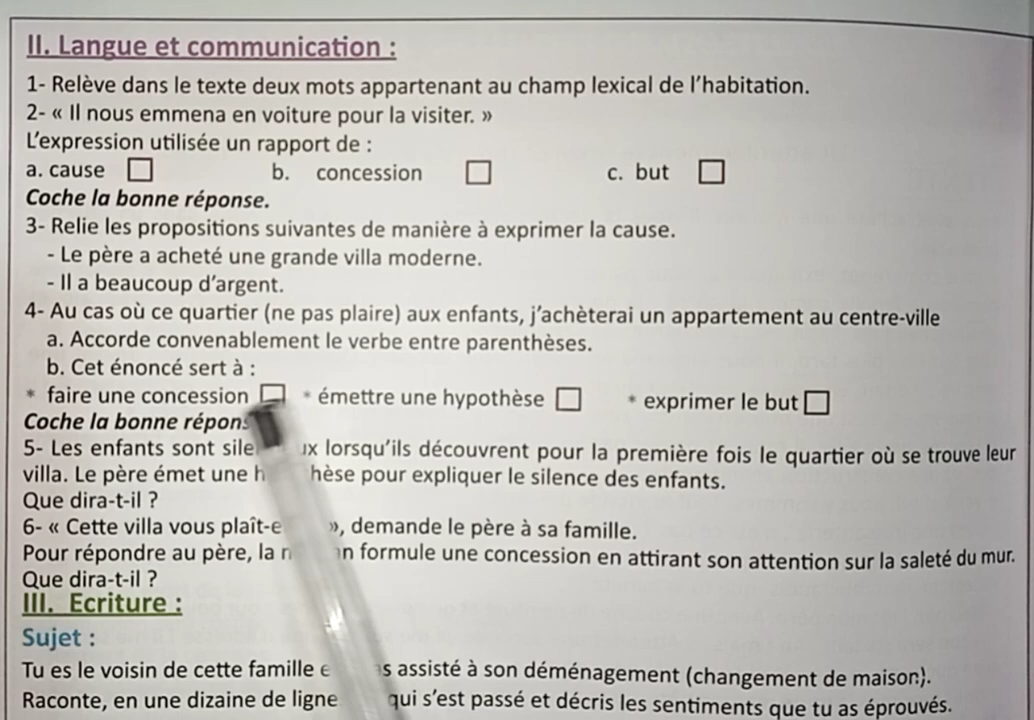 II. Langue et communication :
1- Relève dans le texte deux mots appartenant au champ lexical de l'habitation.
2- « Il nous emmena en voiture pour la visiter. »
L'expression utilisée un rapport de :
a. cause b. concession c. but
Coche la bonne réponse.
3- Relie les propositions suivantes de manière à exprimer la cause.
- Le père a acheté une grande villa moderne.
- Il a beaucoup d'argent.
4- Au cas où ce quartier (ne pas plaire) aux enfants, j'achèterai un appartement au centre-ville
a. Accorde convenablement le verbe entre parenthèses.
b. Cet énoncé sert à :
* faire une concession * émettre une hypothèse * exprimer le but
Coche la bonne
5- Les enfants sont lorsqu'ils découvrent pour la première fois le quartier où se trouve leur
villa. Le père émet une pour expliquer le silence des enfants.
Que dira-t-il ?
6- « Cette villa vous », demande le père à sa famille.
Pour répondre au père, la formule une concession en attirant son attention sur la saleté du mur.
Que dira-t-il ?
III. Ecriture :
Sujet :
Tu es le voisin de cette famille assisté à son déménagement (changement de maison).
Raconte, en une dizaine de qui s'est passé et décris les sentiments que tu as éprouvés.